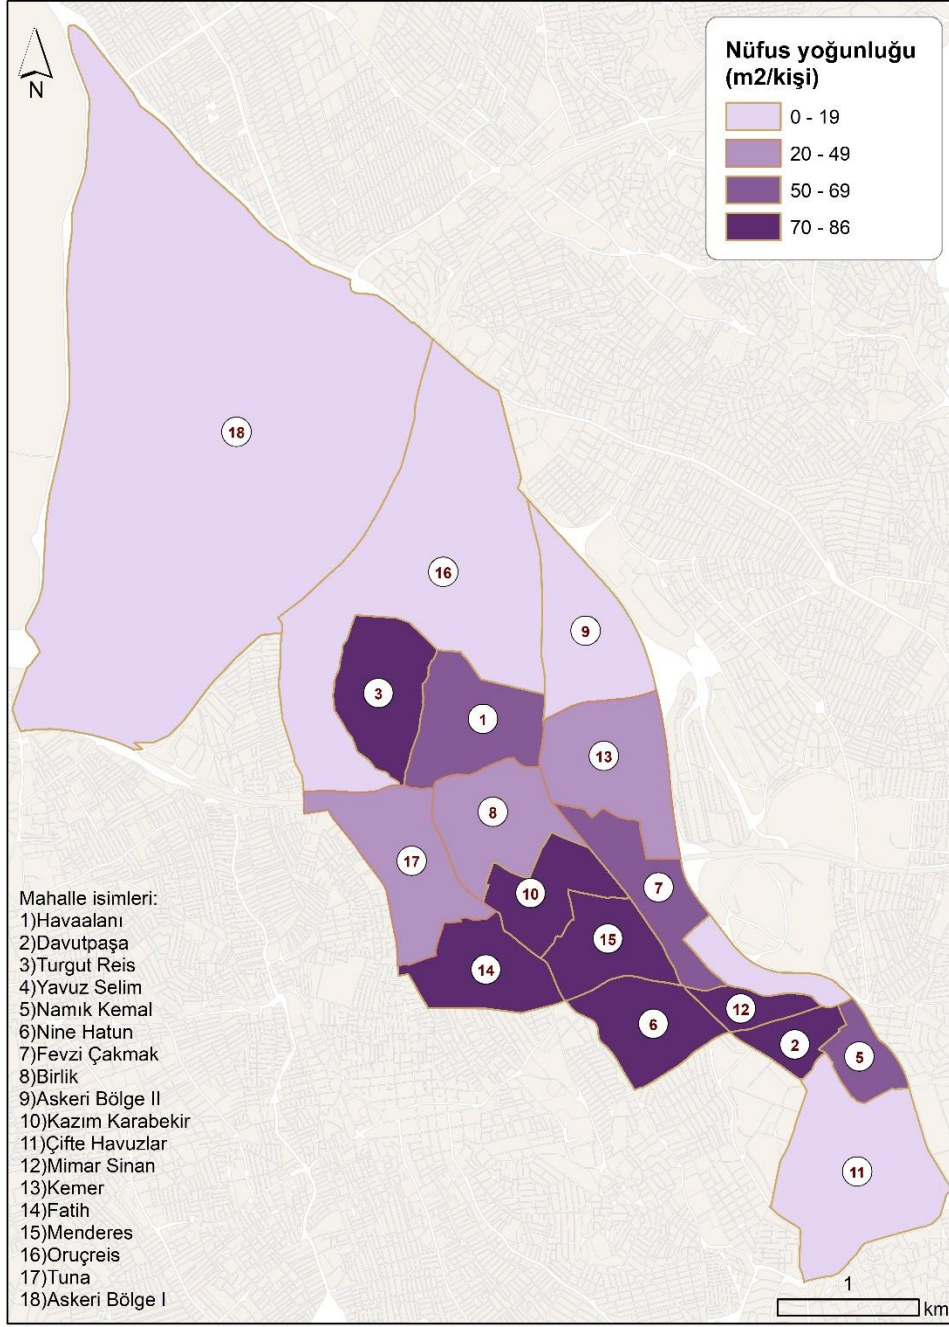 N
Nüfus yoğunluğu
(m2/kişi)
0 - 19
20 - 49
50 - 69
70 - 86
18
16
9
3
1
13
8
17
7
10
15
14
6
12
2
5
11
Mahalle isimleri:
1)Havaalanı
2)Davutpaşa
3)Turgut Reis
4)Yavuz Selim
5)Namık Kemal
6)Nine Hatun
7)Fevzi Çakmak
8)Birlik
9)Askeri Bölge II
10)Kazım Karabekir
11)Çifte Havuzlar
12)Mimar Sinan
13)Kemer
14)Fatih
15)Menderes
16)Oruçreis
17)Tuna
18)Askeri Bölge I
1
km